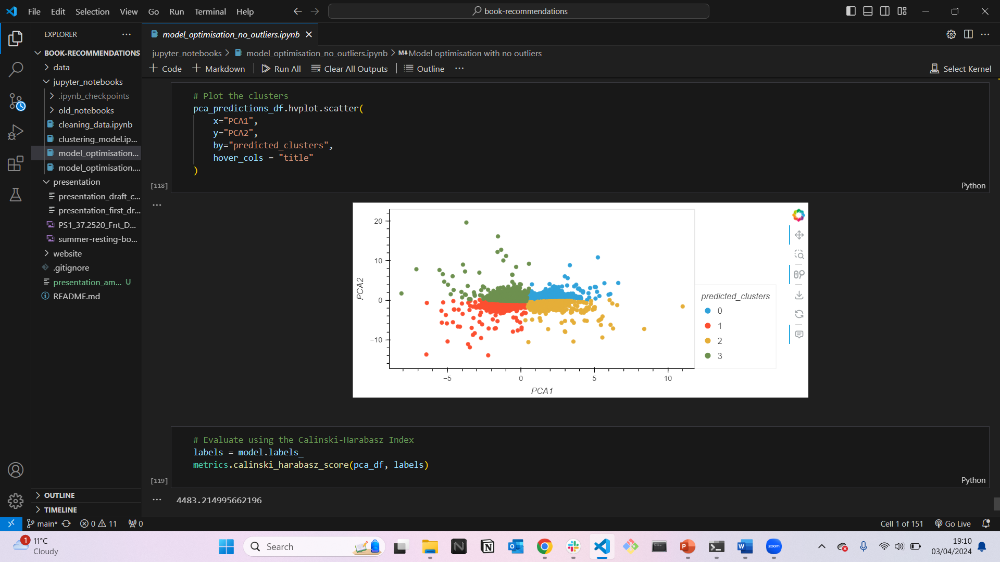 File Edit Selection View Go Run Terminal Help
book-recommendations
EXPLORER
BOOK-RECOMMENDATIONS
data
jupyter_notebooks
.ipynb_checkpoints
old_notebooks
cleaning_data.ipynb
clustering_model.ip...
model_optimisation...
model_optimisation....
presentation
presentation_draft_c...
presentation_first_dr...
PS1_37.2520_Fnt_D...
summer-resting-bo...
website
.gitignore
presentation_am... U
README.md
OUTLINE
TIMELINE
model_optimisation_no_outliers.ipynb
jupyter_notebooks > model_optimisation_no_outliers.ipynb > M↓Model optimisation with no outliers
+ Code + Markdown Run All Clear All Outputs Outline ... Select Kernel
# Plot the clusters
pca_predictions_df.hvplot.scatter(
x="PCA1",
y="PCA2",
by="predicted_clusters",
hover_cols = "title"
)
[118]
Python
20
10
0
−10
PCA2
−5 0 5 10
PCA1
predicted_clusters
0
1
2
3
# Evaluate using the Calinski-Harabasz Index
labels = model.labels_
metrics.calinski_harabasz_score(pca_df, labels)
[119]
Python
4483.214995662196
main* 0 11 0
Cell 1 of 151 Go Live
1
11°C
Cloudy
Search
zoom
19:10
03/04/2024